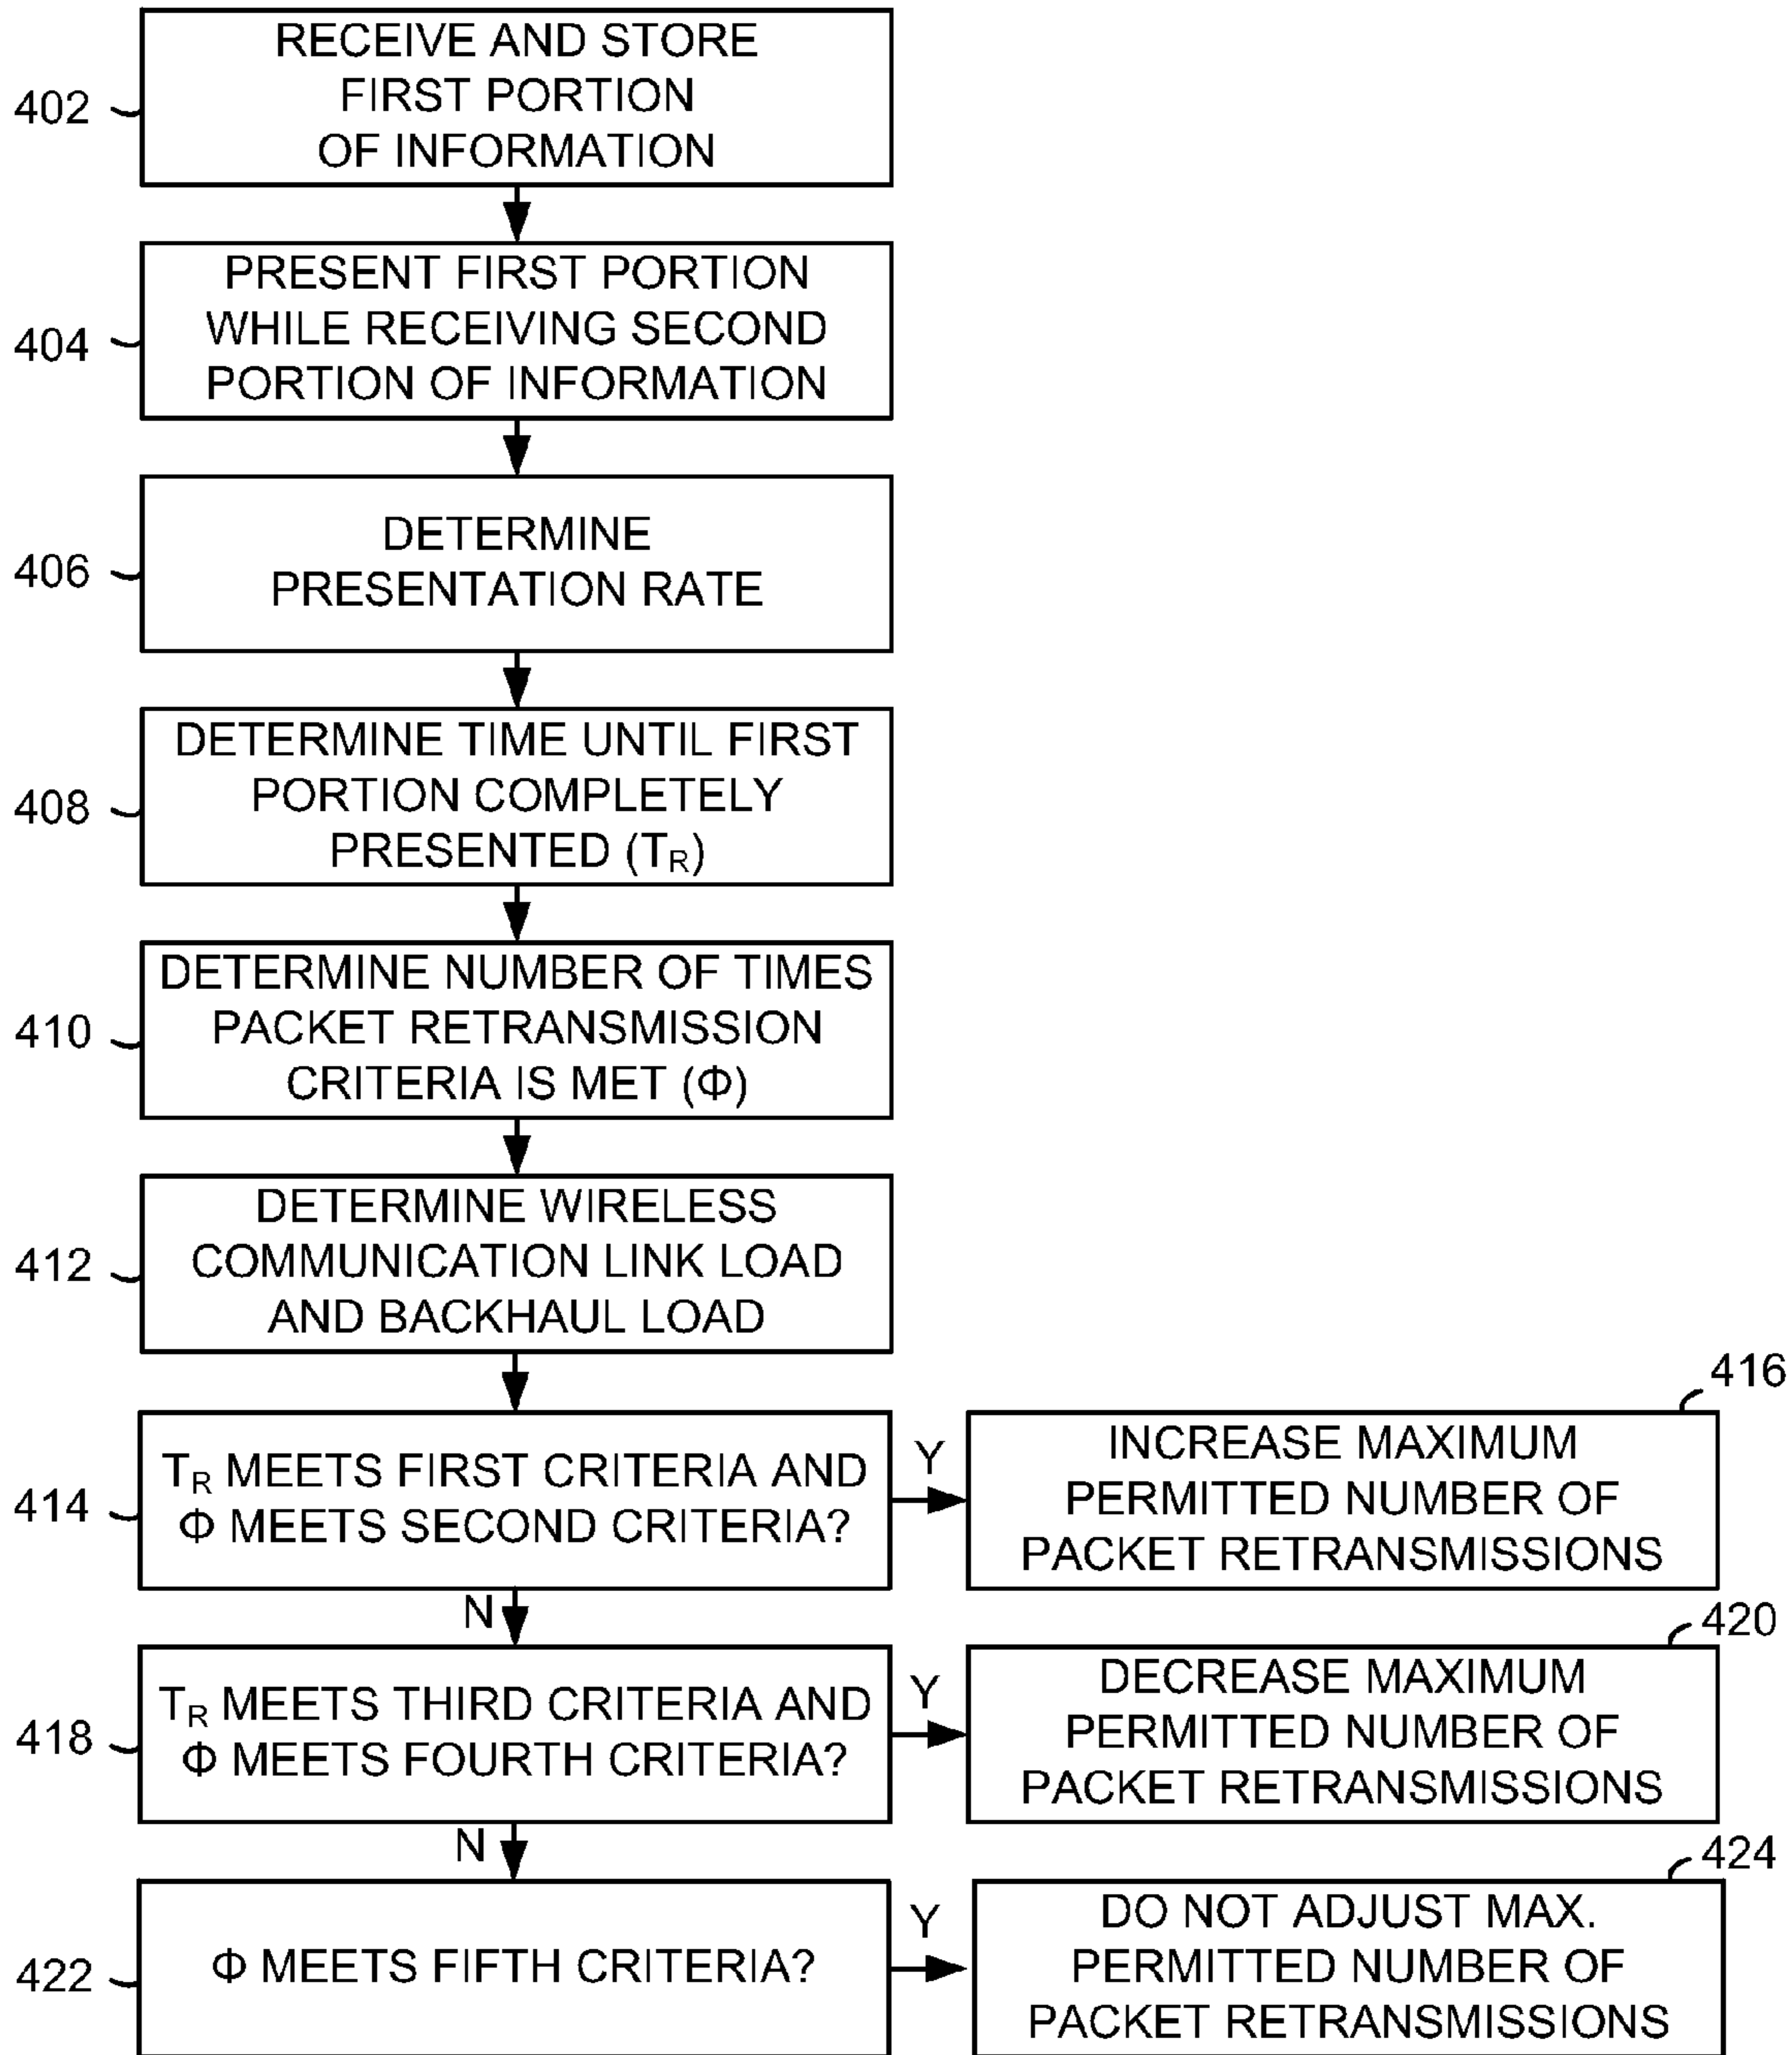 RECEIVE AND STORE
FIRST PORTION
OF INFORMATION
402
PRESENT FIRST PORTION
WHILE RECEIVING SECOND
PORTION OF INFORMATION
404
DETERMINE
PRESENTATION RATE
406
DETERMINE TIME UNTIL FIRST
PORTION COMPLETELY
PRESENTED (TR)
408
DETERMINE NUMBER OF TIMES
PACKET RETRANSMISSION
CRITERIA IS MET (Φ)
410
DETERMINE WIRELESS
COMMUNICATION LINK LOAD
AND BACKHAUL LOAD
412
TR MEETS FIRST CRITERIA AND
Φ MEETS SECOND CRITERIA?
414
Y
416
INCREASE MAXIMUM
PERMITTED NUMBER OF
PACKET RETRANSMISSIONS
N
TR MEETS THIRD CRITERIA AND
Φ MEETS FOURTH CRITERIA?
418
Y
420
DECREASE MAXIMUM
PERMITTED NUMBER OF
PACKET RETRANSMISSIONS
N
Φ MEETS FIFTH CRITERIA?
422
Y
424
DO NOT ADJUST MAX.
PERMITTED NUMBER OF
PACKET RETRANSMISSIONS